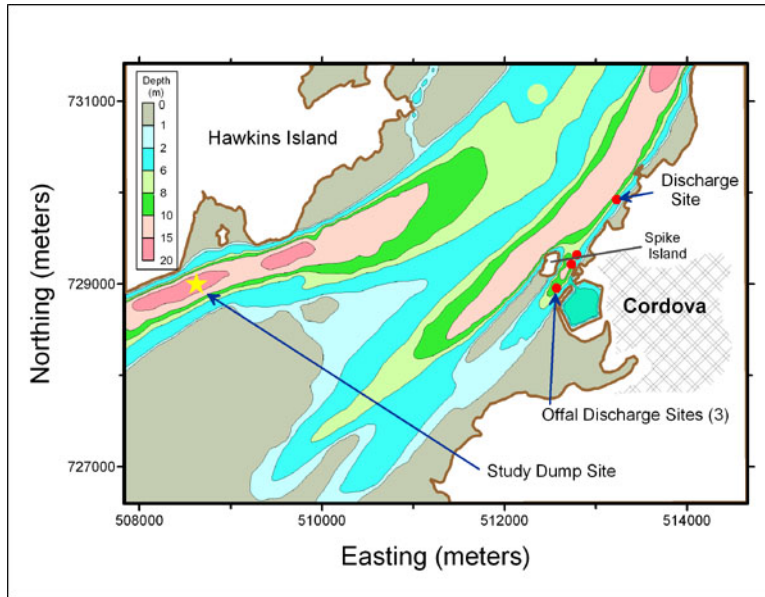 Depth
(m)
0
1
2
6
8
10
15
20
731000
729000
727000
Northing (meters)
Hawkins Island
Discharge
Site
Spike
Island
Cordova
Offal Discharge Sites (3)
Study Dump Site
508000 510000 512000 514000
Easting (meters)